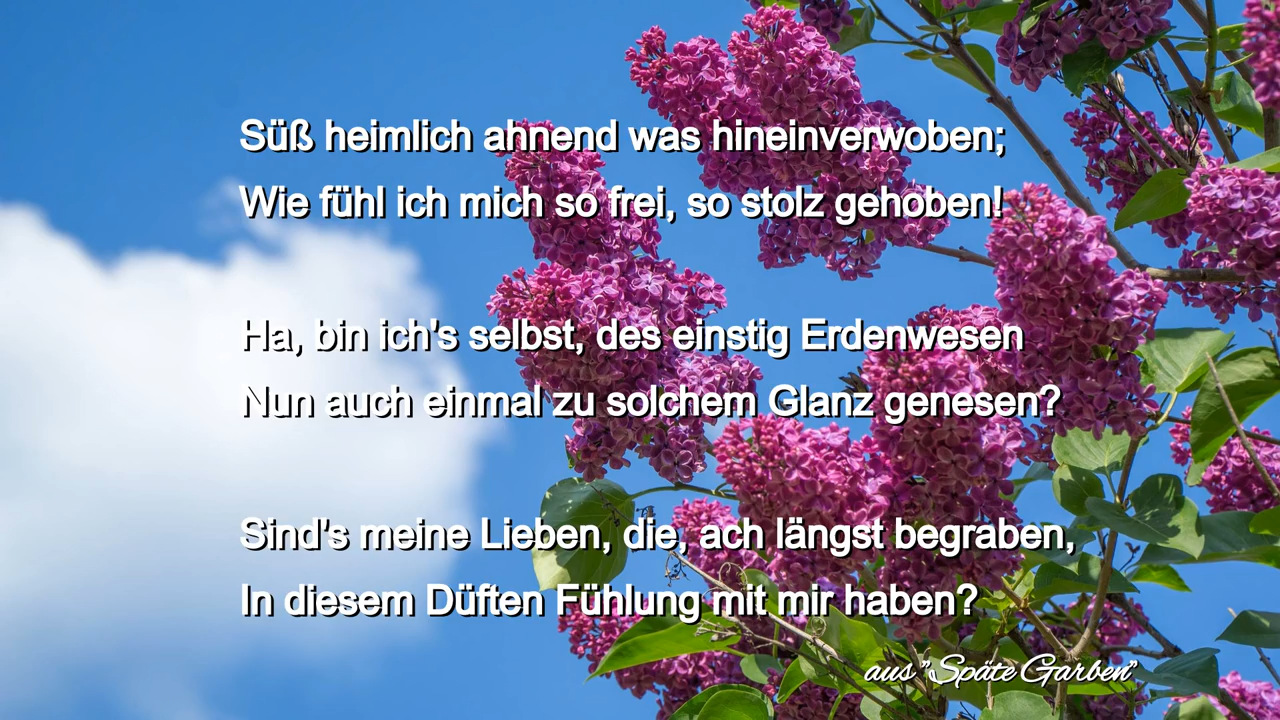 Süß heimlich ahnend was hineinverwoben;
Wie fühl ich mich so frei, so stolz gehoben!
Ha, bin ich's selbst, des einstig Erdenwesen
Nun auch einmal zu solchem Glanz genesen?
Sind's meine Lieben, die, ach längst begraben,
In diesem Düften Fühlung mit mir haben?
aus "Späte Garben"